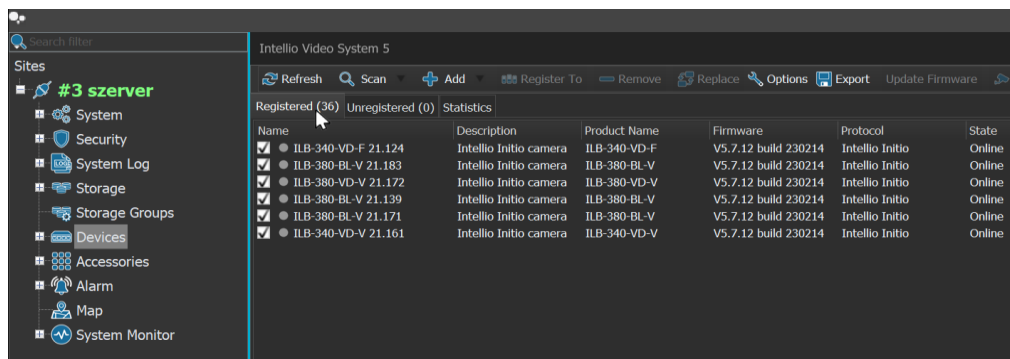 Search filter
Sites
#3 szerver
System
Security
System Log
Storage
Storage Groups
Devices
Accessories
Alarm
Map
System Monitor
Intellio Video System 5
Refresh Scan Add Register To Remove Replace Options Export Update Firmware
Registered (36) Unregistered (0) Statistics
Name Description Product Name Firmware Protocol State
ILB-340-VD-F 21.124 Intellio Initio camera ILB-340-VD-F V5.7.12 build 230214 Intellio Initio Online
ILB-380-BL-V 21.183 Intellio Initio camera ILB-380-BL-V V5.7.12 build 230214 Intellio Initio Online
ILB-380-VD-V 21.172 Intellio Initio camera ILB-380-VD-V V5.7.12 build 230214 Intellio Initio Online
ILB-380-BL-V 21.139 Intellio Initio camera ILB-380-BL-V V5.7.12 build 230214 Intellio Initio Online
ILB-380-BL-V 21.171 Intellio Initio camera ILB-380-BL-V V5.7.12 build 230214 Intellio Initio Online
ILB-340-VD-V 21.161 Intellio Initio camera ILB-340-VD-V V5.7.12 build 230214 Intellio Initio Online